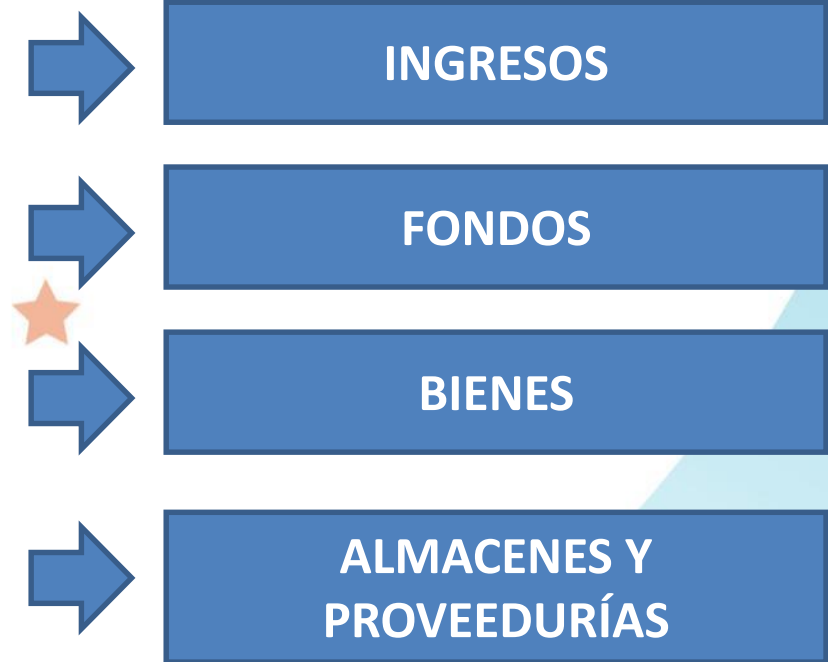 INGRESOS
FONDOS
BIENES
ALMACENES Y
PROVEEDURÍAS